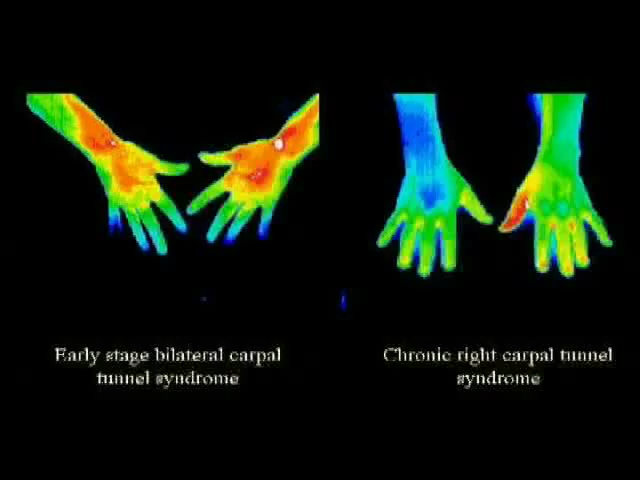 Early stage bilateral carpal
tunnel syndrome
Chronic right carpal tunnel
syndrome